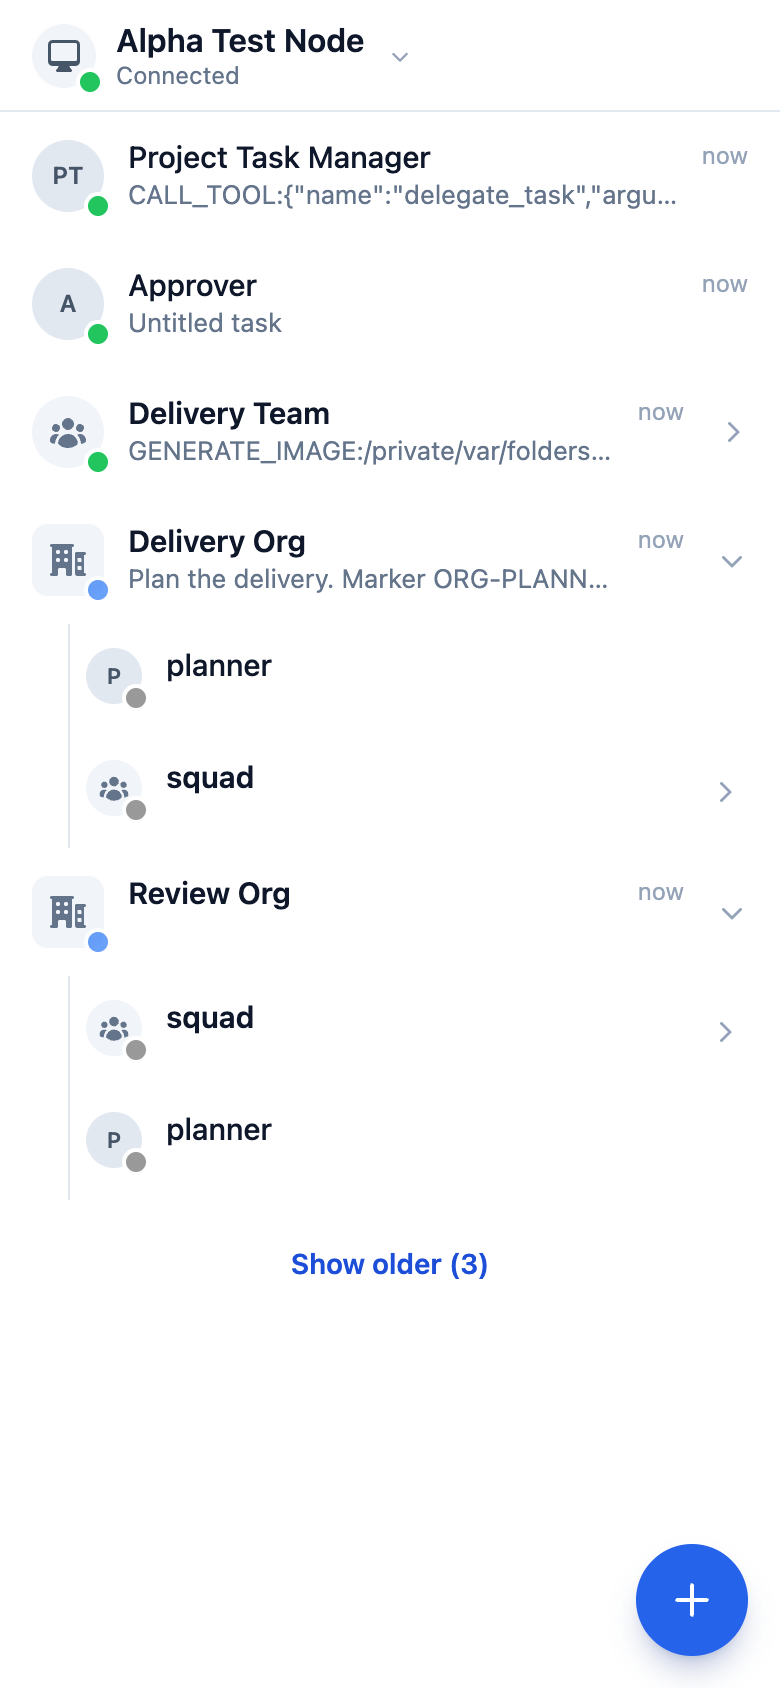 Alpha Test Node
Connected
PT
Project Task Manager
now
CALL_TOOL:{"name":"delegate_task","argu...
A
Approver
now
Untitled task
Delivery Team
now
GENERATE_IMAGE:/private/var/folders...
Delivery Org
now
Plan the delivery. Marker ORG-PLANN...
P
planner
squad
Review Org
now
squad
P
planner
Show older (3)